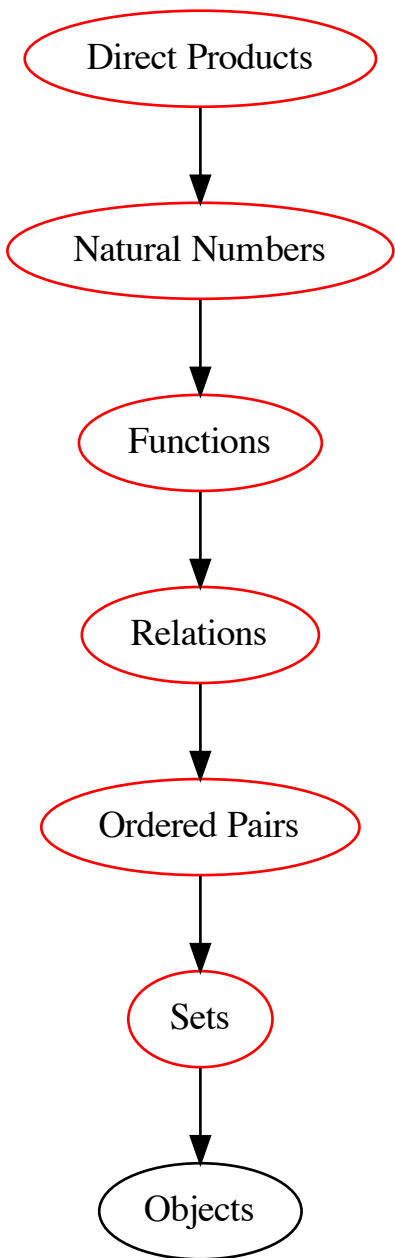 Direct Products
Natural Numbers
Functions
Relations
Ordered Pairs
Sets
Objects